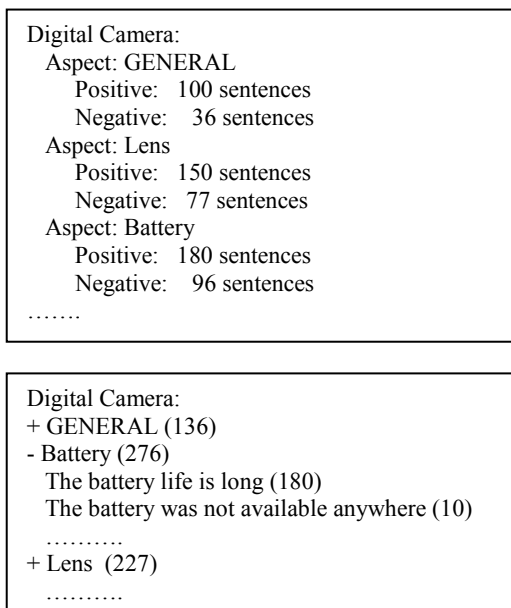 Digital Camera:
Aspect: GENERAL
Positive: 100 sentences
Negative: 36 sentences
Aspect: Lens
Positive: 150 sentences
Negative: 77 sentences
Aspect: Battery
Positive: 180 sentences
Negative: 96 sentences
…….
Digital Camera:
+ GENERAL (136)
- Battery (276)
The battery life is long (180)
The battery was not available anywhere (10)
……….
+ Lens (227)
……….